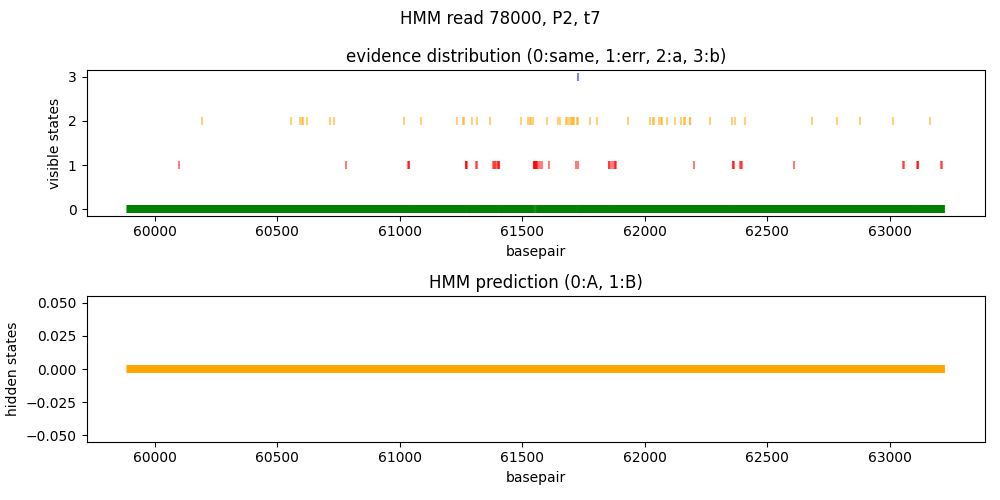 HMM read 78000, P2, t7
evidence distribution (0:same, 1:err, 2:a, 3:b)
visible states
3
2
1
0
60000 60500 61000 61500 62000 62500 63000
basepair
HMM prediction (0:A, 1:B)
hidden states
0.050
0.025
0.000
−0.025
−0.050
60000 60500 61000 61500 62000 62500 63000
basepair